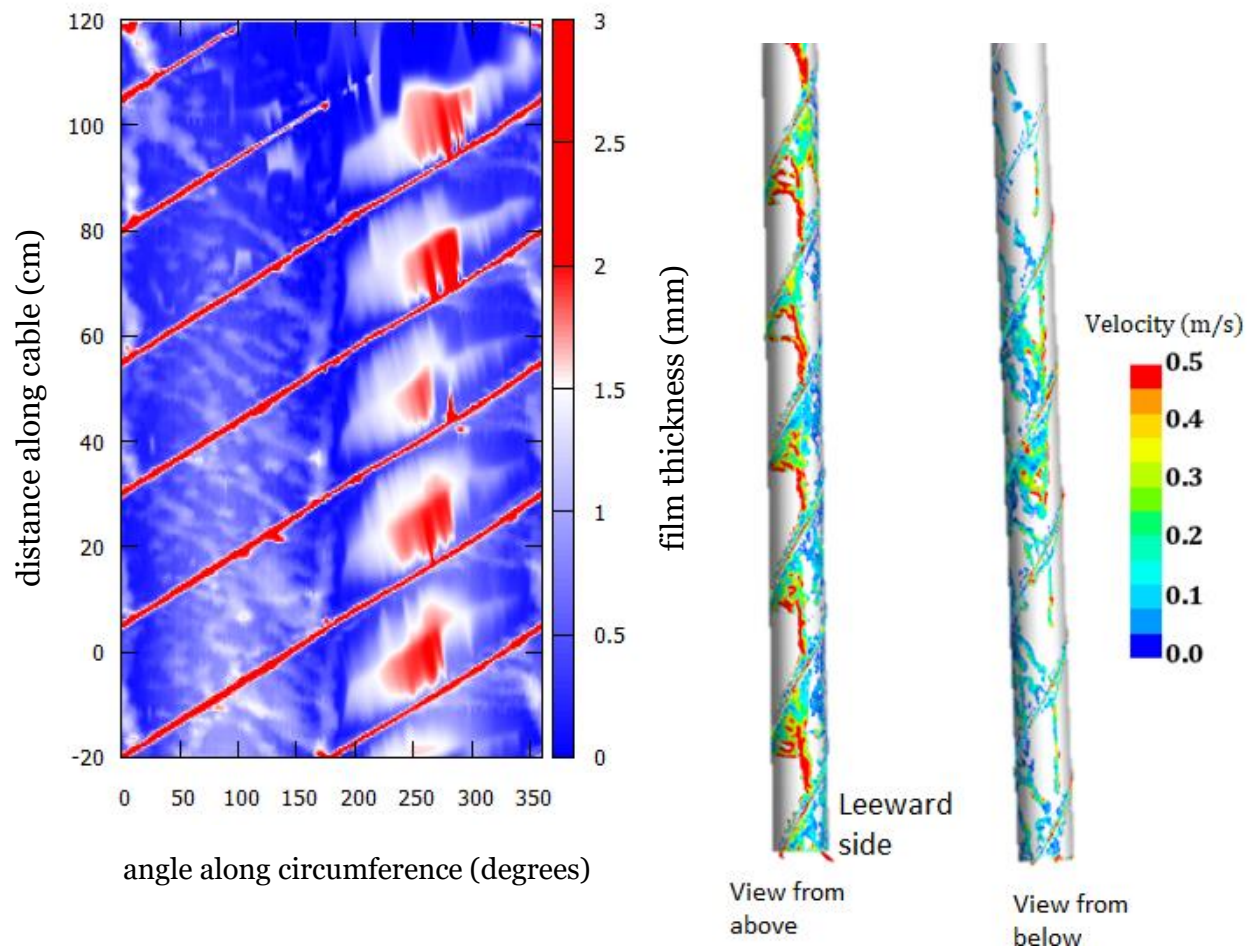 120
100
80
60
40
20
0
-20
distance along cable (cm)
0 50 100 150 200 250 300 350
angle along circumference (degrees)
3
2.5
2
1.5
1
0.5
0
film thickness (mm)
Velocity (m/s)
0.5
0.4
0.3
0.2
0.1
0.0
Leeward
side
View from
above
View from
below